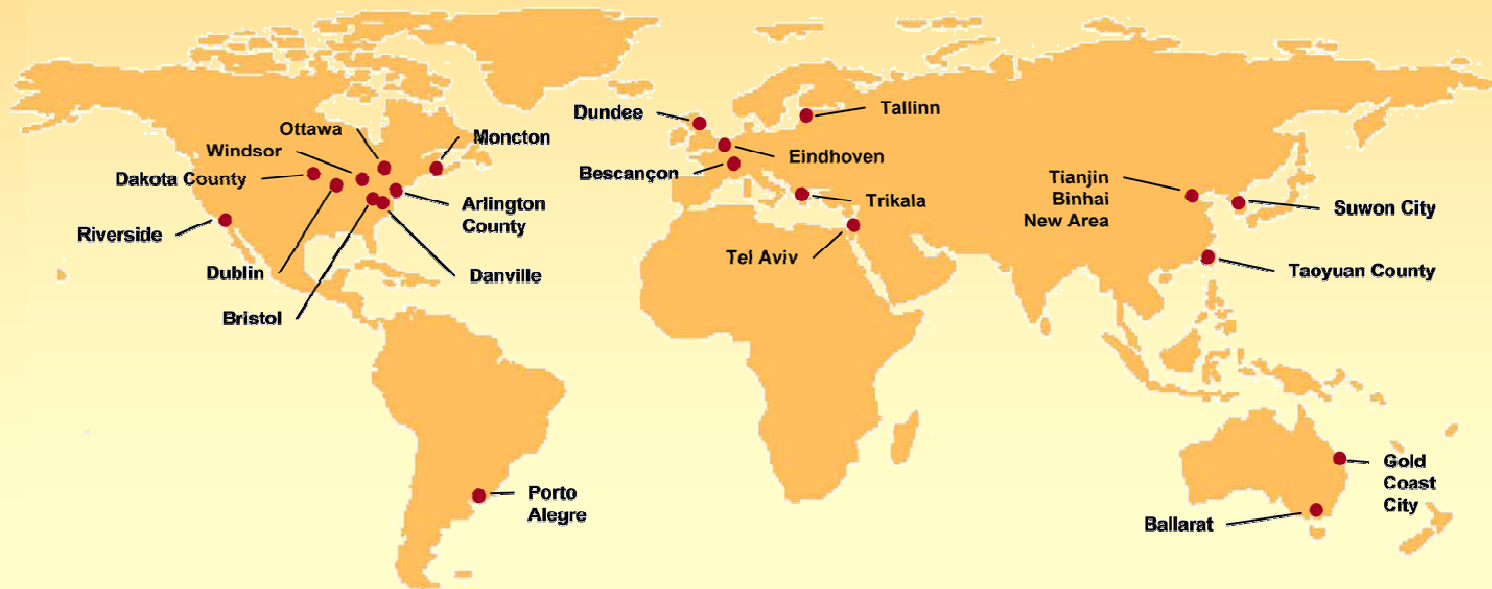 Ottawa
Moncton
Windsor
Dakota County
Arlington
County
Riverside
Dublin
Danville
Bristol
Porto
Alegre
Dundee
Tallinn
Eindhoven
Bescançon
Trikala
Tel Aviv
Tianjin
Binhai
New Area
Suwon City
Taoyuan County
Gold
Coast
City
Ballarat